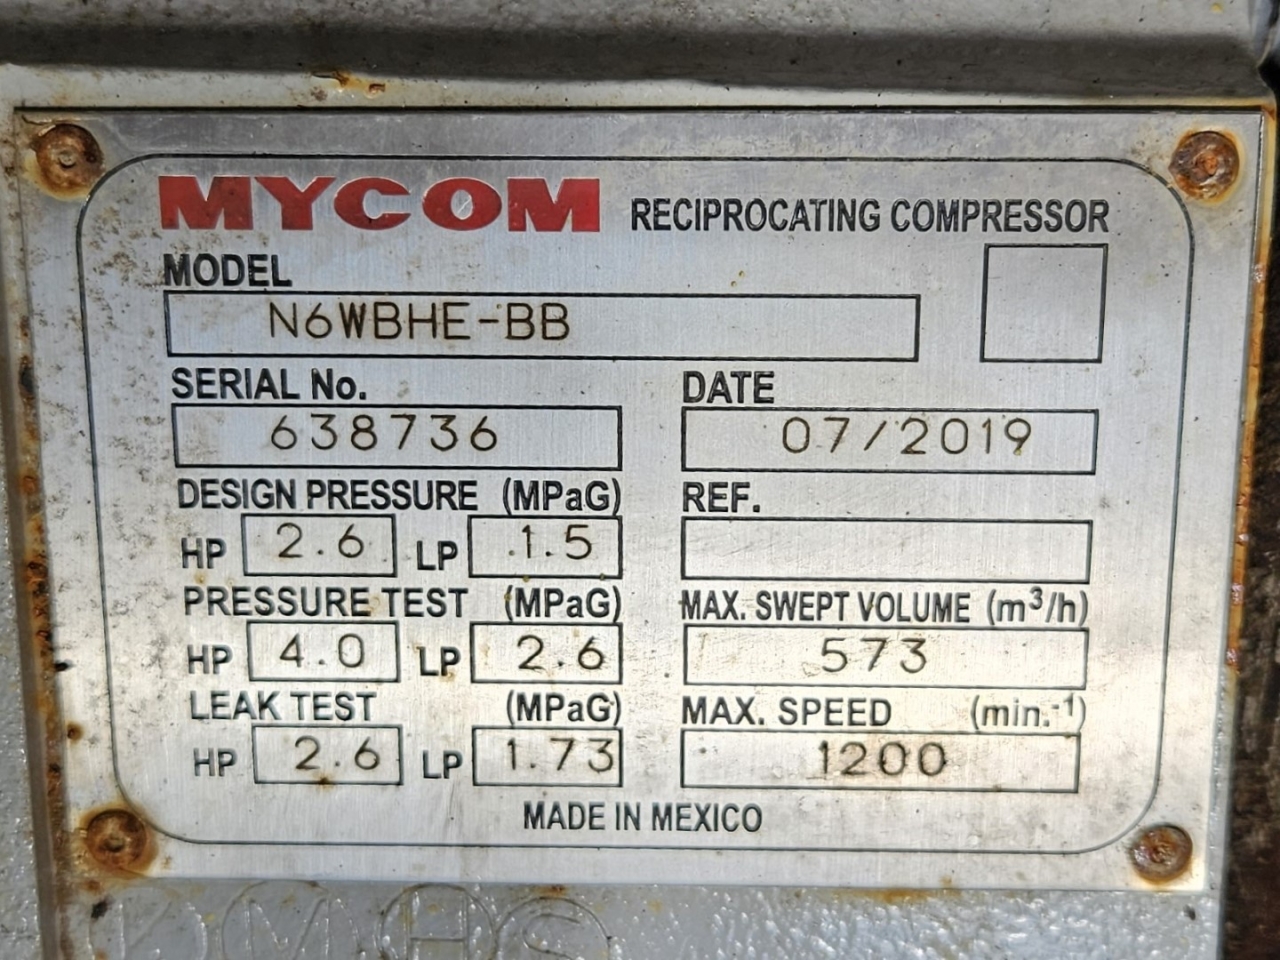 MYCOM RECIPROCATING COMPRESSOR
MODEL
N6WBHE-BB
SERIAL No. DATE
638736 07/2019
DESIGN PRESSURE (MPaG) REF.
HP 2.6 LP .1.5
PRESSURE TEST (MPaG) MAX. SWEPT VOLUME (m³/h)
HP 4.0 LP 2.6 573
LEAK TEST (MPaG) MAX. SPEED (min.⁻¹)
HP 2.6 LP 1.73 1200
MADE IN MEXICO